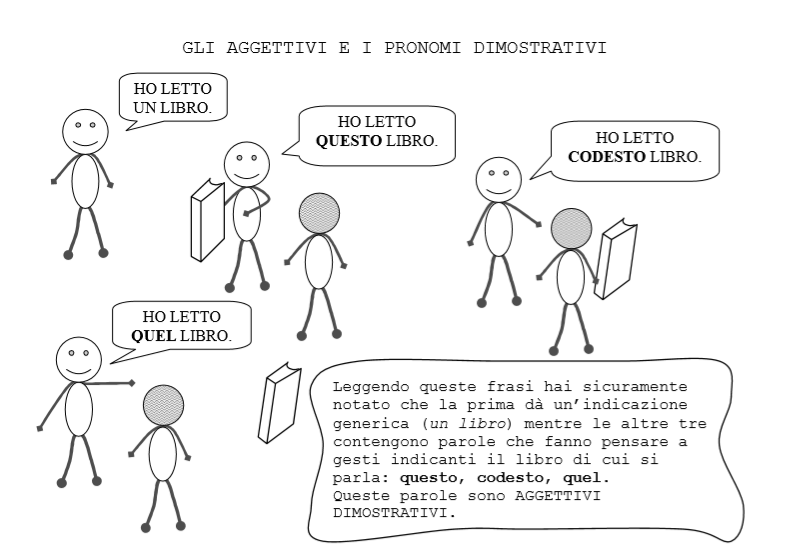 GLI AGGETTIVI E I PRONOMI DIMOSTRATIVI
HO LETTO
UN LIBRO.
HO LETTO
QUESTO LIBRO.
HO LETTO
CODESTO LIBRO.
HO LETTO
QUEL LIBRO.
Leggendo queste frasi hai sicuramente
notato che la prima dà un'indicazione
generica (un libro) mentre le altre tre
contengono parole che fanno pensare a
gesti indicanti il libro di cui si
parla: questo, codesto, quel.
Queste parole sono AGGETTIVI
DIMOSTRATIVI.